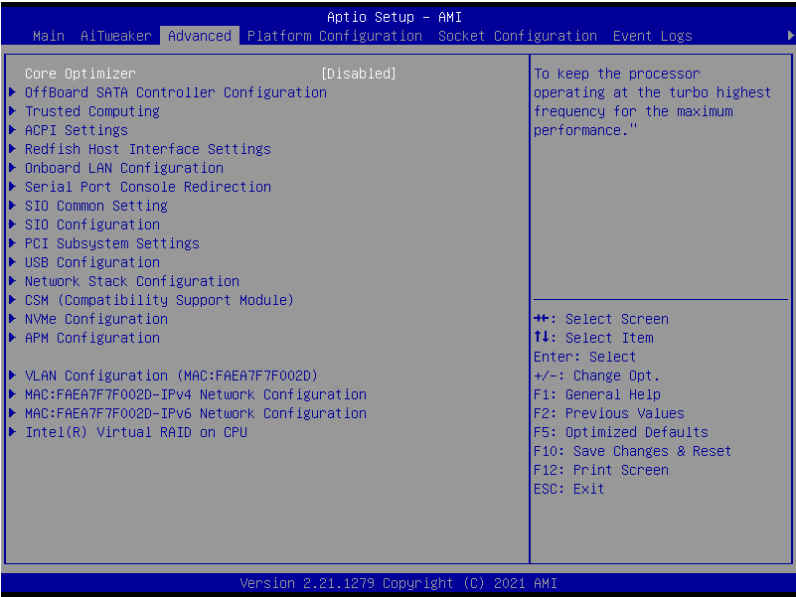 Aptio Setup - AMI
Main AiTweaker Advanced Platform Configuration Socket Configuration Event Logs
Core Optimizer [Disabled]
OffBoard SATA Controller Configuration
Trusted Computing
ACPI Settings
Redfish Host Interface Settings
Onboard LAN Configuration
Serial Port Console Redirection
SIO Common Setting
SIO Configuration
PCI Subsystem Settings
USB Configuration
Network Stack Configuration
CSM (Compatibility Support Module)
NVMe Configuration
APM Configuration
VLAN Configuration (MAC:FAEA7F7F002D)
MAC:FAEA7F7F002D-IPv4 Network Configuration
MAC:FAEA7F7F002D-IPv6 Network Configuration
Intel(R) Virtual RAID on CPU
To keep the processor
operating at the turbo highest
frequency for the maximum
performance."
→←: Select Screen
↑↓: Select Item
Enter: Select
+/-: Change Opt.
F1: General Help
F2: Previous Values
F5: Optimized Defaults
F10: Save Changes & Reset
F12: Print Screen
ESC: Exit
Version 2.21.1279 Copyright (C) 2021 AMI